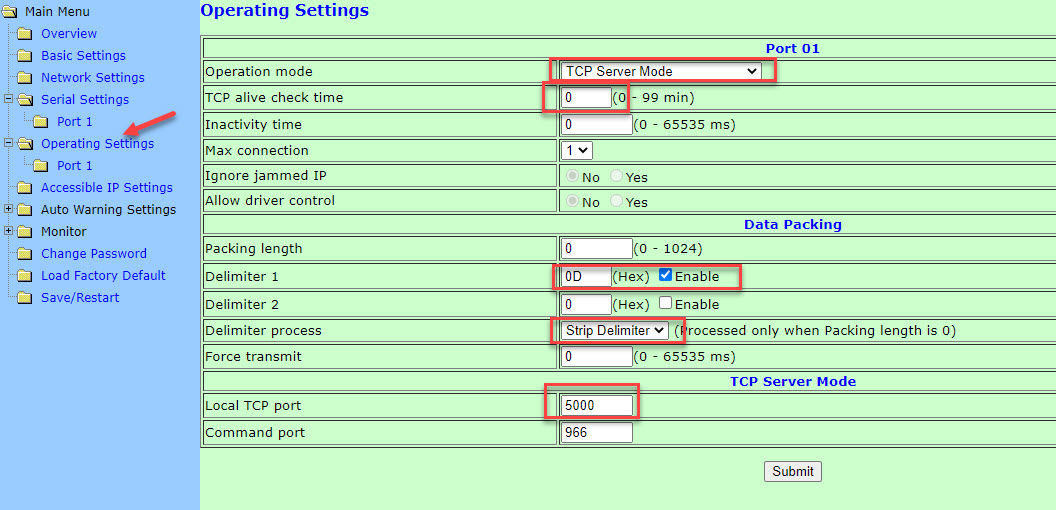 Main Menu
Overview
Basic Settings
Network Settings
Serial Settings
Port 1
Operating Settings
Port 1
Accessible IP Settings
Auto Warning Settings
Monitor
Change Password
Load Factory Default
Save/Restart
Operating Settings
Port 01
Operation mode TCP Server Mode
TCP alive check time 0 (0 - 99 min)
Inactivity time 0 (0 - 65535 ms)
Max connection 1
Ignore jammed IP No Yes
Allow driver control No Yes
Data Packing
Packing length 0 (0 - 1024)
Delimiter 1 0D (Hex) Enable
Delimiter 2 0 (Hex) Enable
Delimiter process Strip Delimiter (Processed only when Packing length is 0)
Force transmit 0 (0 - 65535 ms)
TCP Server Mode
Local TCP port 5000
Command port 966
Submit